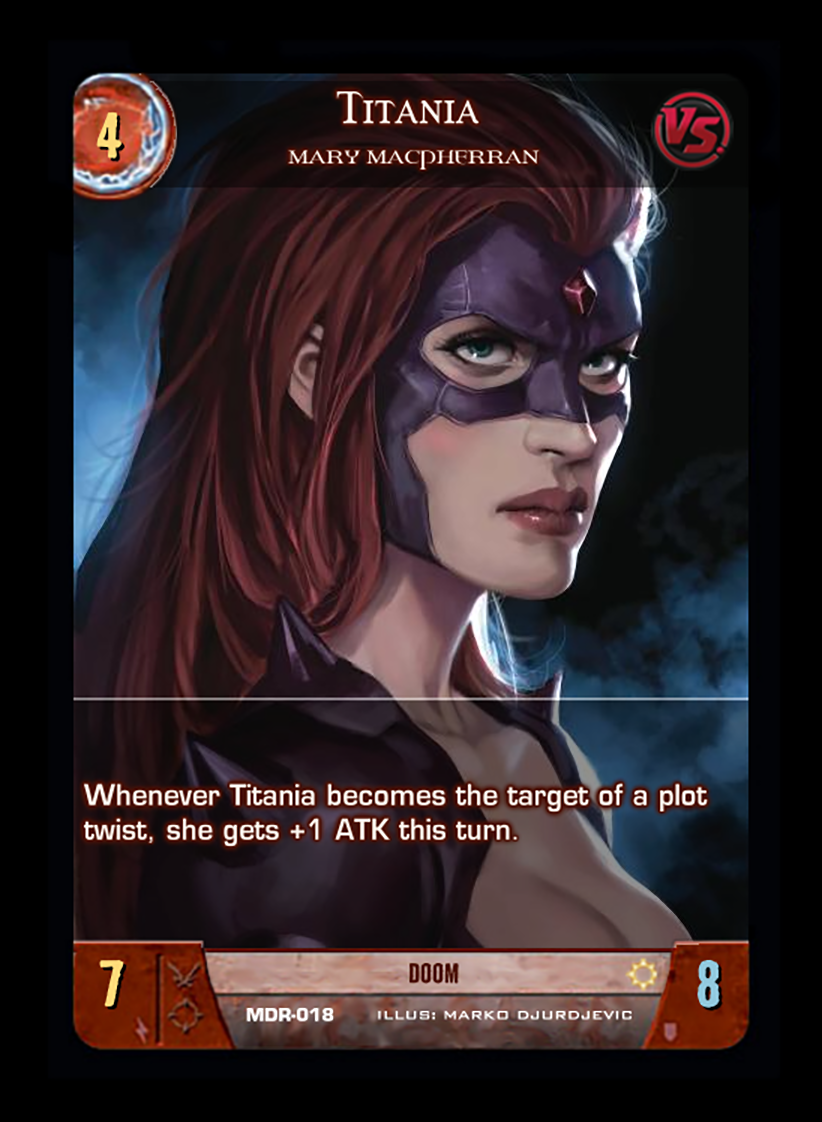 4
Titania
VS.
MARY MACPHERRAN
Whenever Titania becomes the target of a plot
twist, she gets +1 ATK this turn.
7
DOOM
8
MDR-018 ILLUS: MARKO DJURDJEVIC